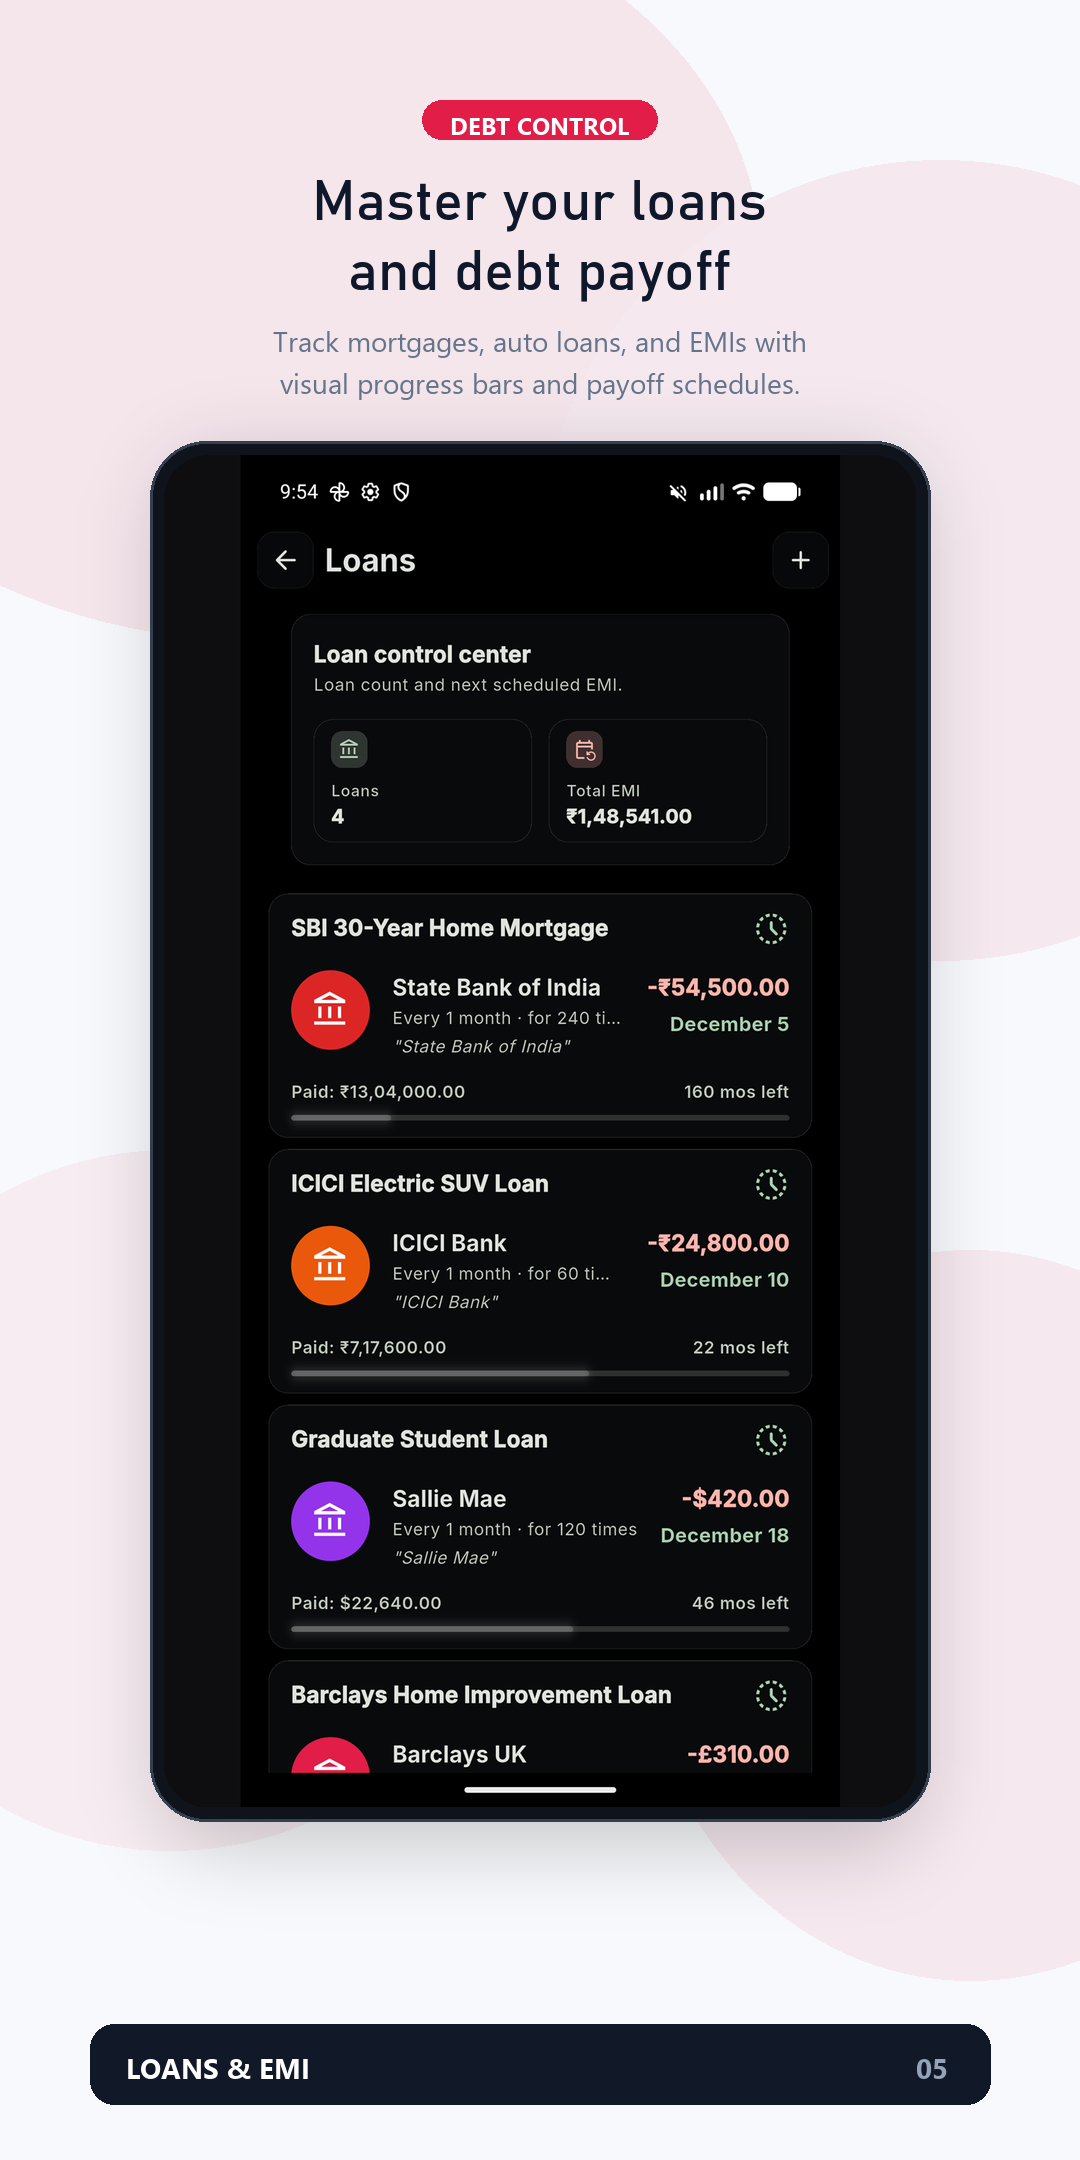 DEBT CONTROL
Master your loans
and debt payoff
Track mortgages, auto loans, and EMIs with
visual progress bars and payoff schedules.
9:54
Loans
Loan control center
Loan count and next scheduled EMI.
Loans
4
Total EMI
₹1,48,541.00
SBI 30-Year Home Mortgage
State Bank of India
-₹54,500.00
Every 1 month · for 240 ti...
December 5
"State Bank of India"
Paid: ₹13,04,000.00
160 mos left
ICICI Electric SUV Loan
ICICI Bank
-₹24,800.00
Every 1 month · for 60 ti...
December 10
"ICICI Bank"
Paid: ₹7,17,600.00
22 mos left
Graduate Student Loan
Sallie Mae
-$420.00
Every 1 month · for 120 times
December 18
"Sallie Mae"
Paid: $22,640.00
46 mos left
Barclays Home Improvement Loan
Barclays UK
-£310.00
LOANS & EMI
05